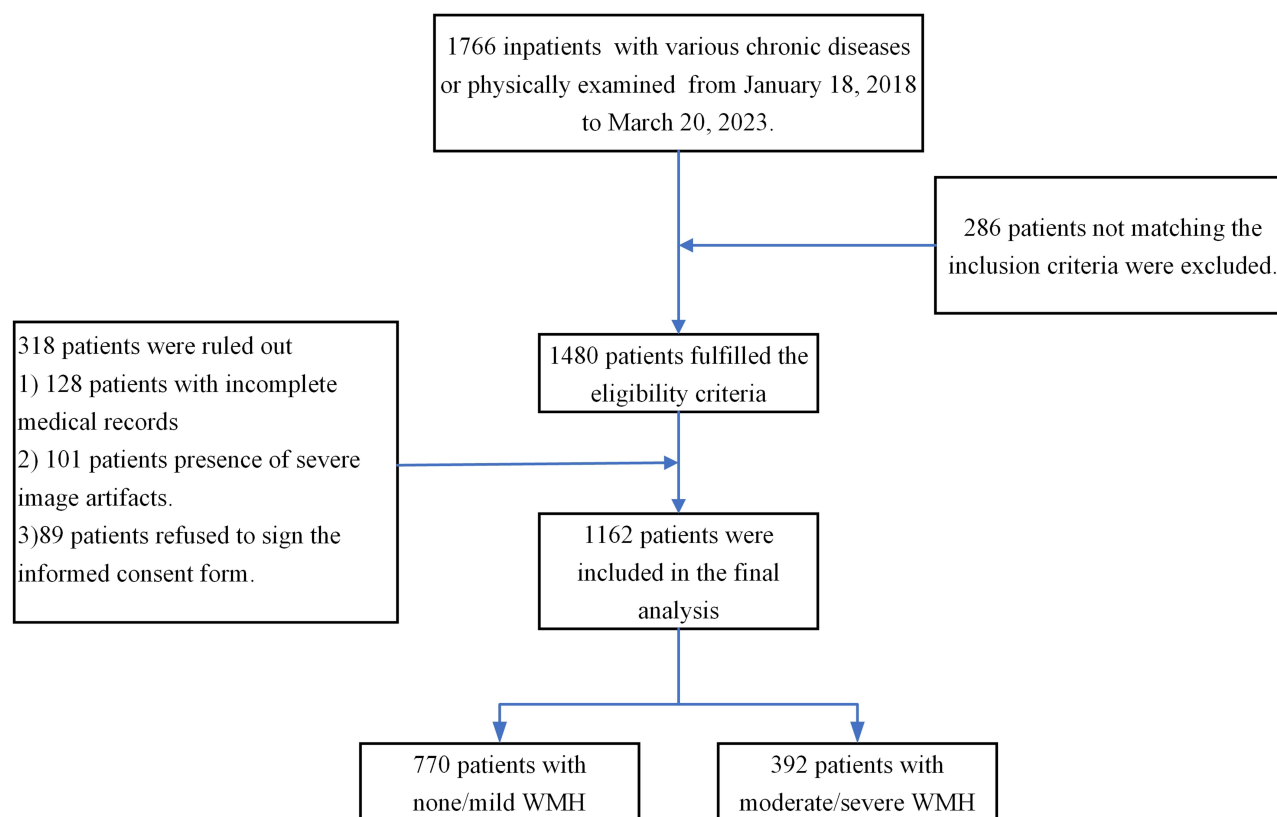 1766 inpatients with various chronic diseases
or physically examined from January 18, 2018
to March 20, 2023.
286 patients not matching the
inclusion criteria were excluded.
1480 patients fulfilled the
eligibility criteria
318 patients were ruled out
1) 128 patients with incomplete
medical records
2) 101 patients presence of severe
image artifacts.
3)89 patients refused to sign the
informed consent form.
1162 patients were
included in the final
analysis
770 patients with
none/mild WMH
392 patients with
moderate/severe WMH